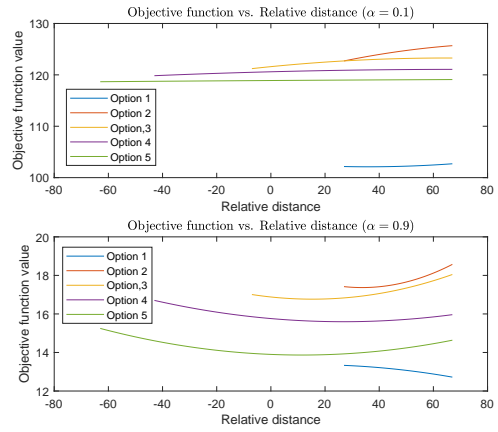 Objective function vs. Relative distance (α = 0.1)
Objective function value
130
120
110
100
Option 1
Option 2
Option,3
Option 4
Option 5
-80 -60 -40 -20 0 20 40 60 80
Relative distance
Objective function vs. Relative distance (α = 0.9)
Objective function value
20
18
16
14
12
Option 1
Option 2
Option,3
Option 4
Option 5
-80 -60 -40 -20 0 20 40 60 80
Relative distance